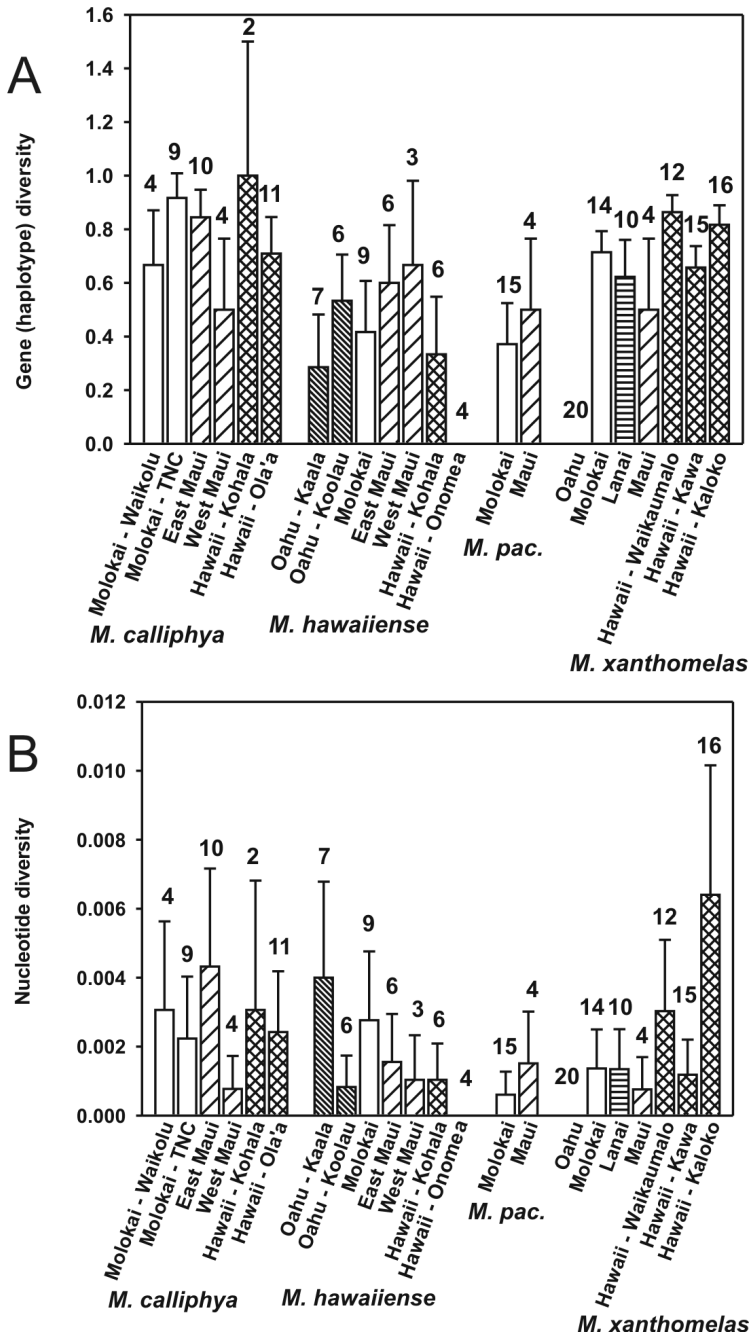 A
Gene (haplotype) diversity
1.6
1.4
1.2
1.0
0.8
0.6
0.4
0.2
0.0
4
9
10
4
2
11
7
6
9
6
3
6
4
15
4
20
14
10
4
12
15
16
Molokai - Waikolu
Molokai - TNC
East Maui
West Maui
Hawaii - Kohala
Hawaii - Ola'a
Oahu - Kaala
Oahu - Koolau
Molokai
East Maui
West Maui
Hawaii - Kohala
Hawaii - Onomea
Molokai
Maui
Oahu
Molokai
Lanai
Maui
Hawaii - Waikaumalo
Hawaii - Kawa
Hawaii - Kaloko
M. calliphya
M. hawaiiense
M. pac.
M. xanthomelas
B
Nucleotide diversity
0.012
0.010
0.008
0.006
0.004
0.002
0.000
4
9
10
4
2
11
7
6
9
6
3
6
4
15
4
20
14
10
4
12
15
16
Molokai - Waikolu
Molokai - TNC
East Maui
West Maui
Hawaii - Kohala
Hawaii - Ola'a
Oahu - Kaala
Oahu - Koolau
Molokai
East Maui
West Maui
Hawaii - Kohala
Hawaii - Onomea
Molokai
Maui
Oahu
Molokai
Lanai
Maui
Hawaii - Waikaumalo
Hawaii - Kawa
Hawaii - Kaloko
M. calliphya
M. hawaiiense
M. pac.
M. xanthomelas